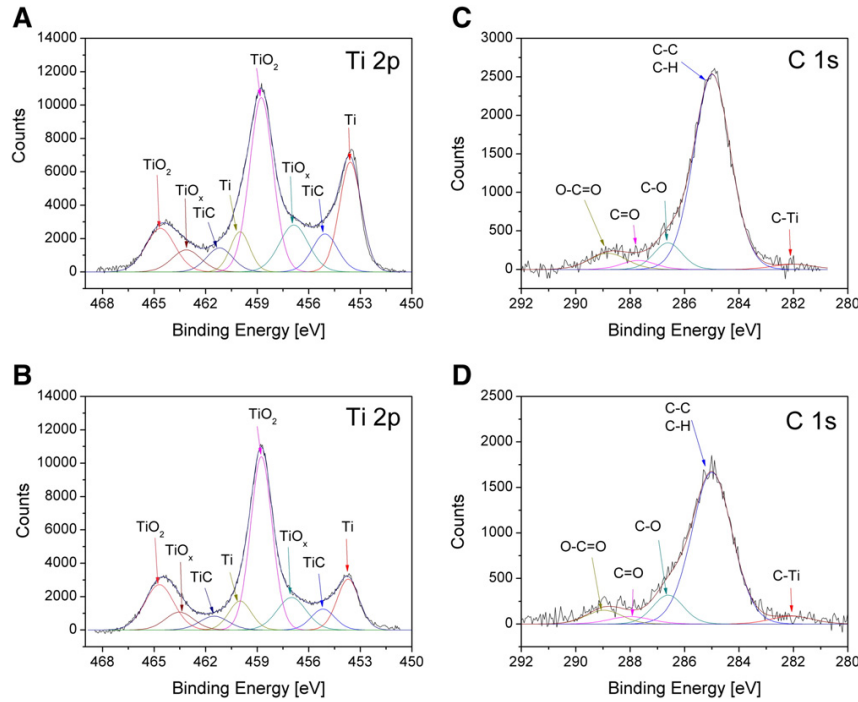 A
Ti 2p
14000
12000
10000
8000
6000
4000
2000
0
Counts
TiO₂
TiOₓ
TiC
Ti
TiO₂
TiOₓ
TiC
Ti
468 465 462 459 456 453 450
Binding Energy [eV]
C
C 1s
3000
2500
2000
1500
1000
500
0
Counts
O-C=O
C=O
C-O
C-C
C-H
C-Ti
292 290 288 286 284 282 280
Binding Energy [eV]
B
Ti 2p
14000
12000
10000
8000
6000
4000
2000
0
Counts
TiO₂
TiOₓ
TiC
Ti
TiO₂
TiOₓ
TiC
Ti
468 465 462 459 456 453 450
Binding Energy [eV]
D
C 1s
2500
2000
1500
1000
500
0
Counts
O-C=O
C=O
C-O
C-C
C-H
C-Ti
292 290 288 286 284 282 280
Binding Energy [eV]